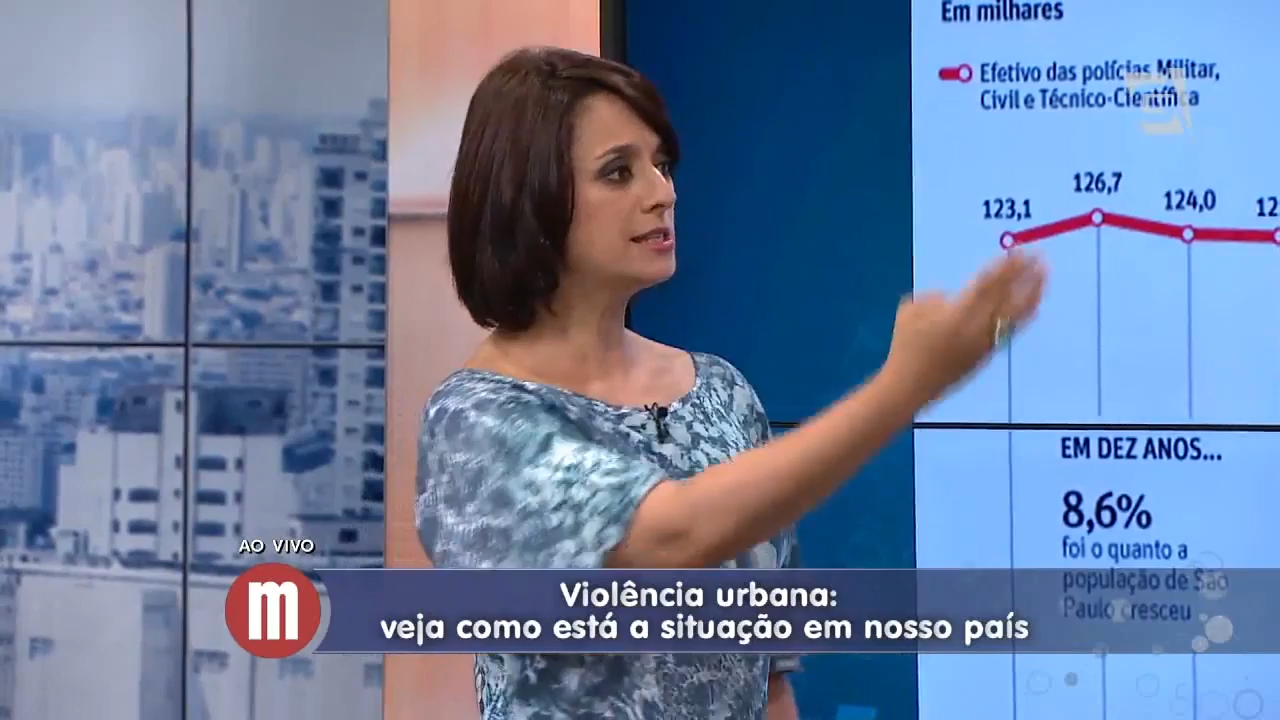 Em milhares
Efetivo das polícias Militar,
Civil e Técnico-Científica
123,1
126,7
124,0
12
EM DEZ ANOS...
8,6%
foi o quanto a
população de São
Paulo cresceu
AO VIVO
m
Violência urbana:
veja como está a situação em nosso país